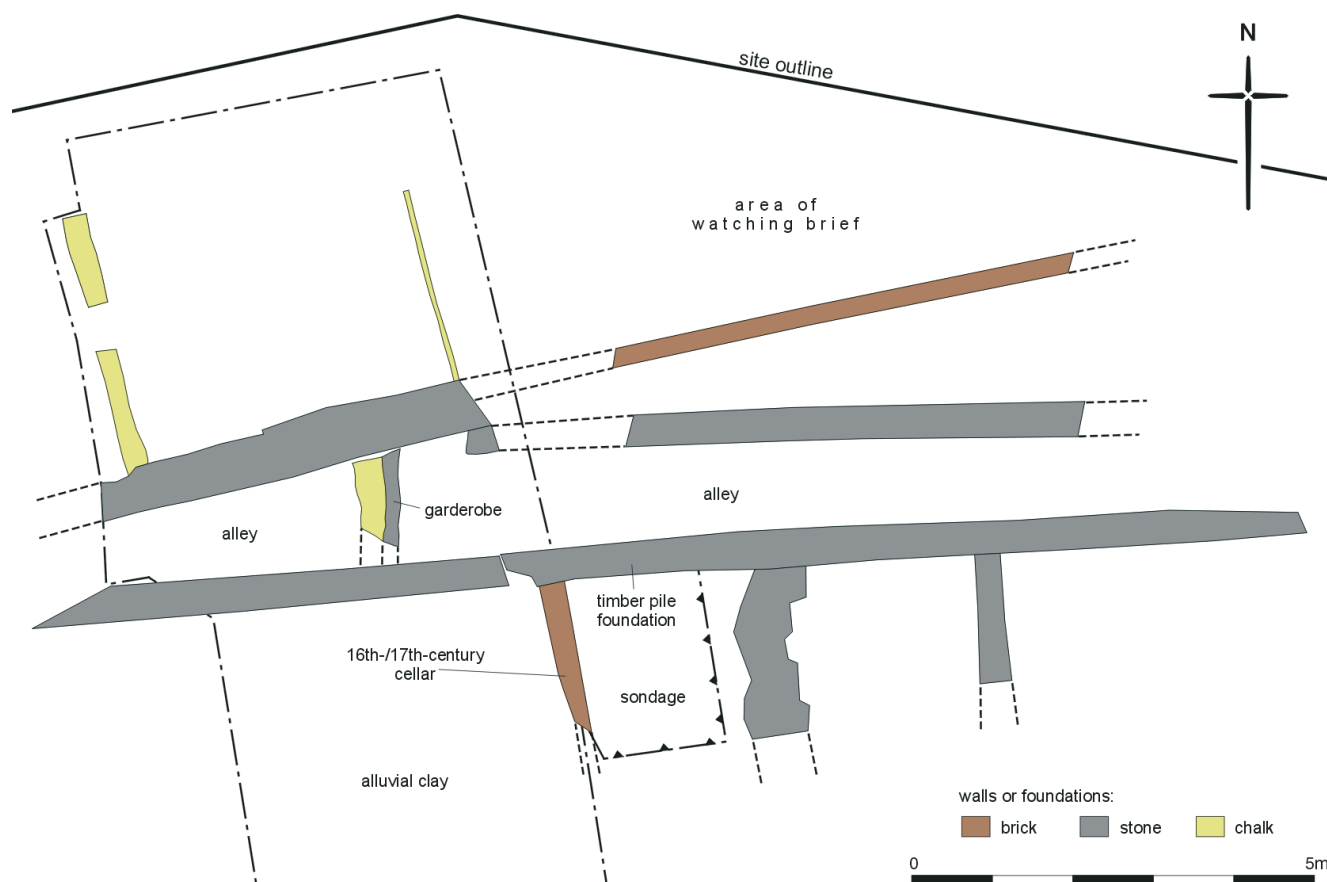 N
site outline
area of
watching brief
garderobe
alley
alley
timber pile
foundation
16th-/17th-century
cellar
sondage
alluvial clay
walls or foundations:
brick
stone
chalk
0
5m